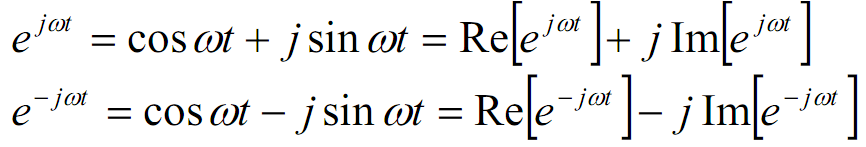 e^{jωt} = cos ωt + j sin ωt = Re[e^{jωt}] + j Im[e^{jωt}]
e^{-jωt} = cos ωt − j sin ωt = Re[e^{-jωt}] − j Im[e^{-jωt}]